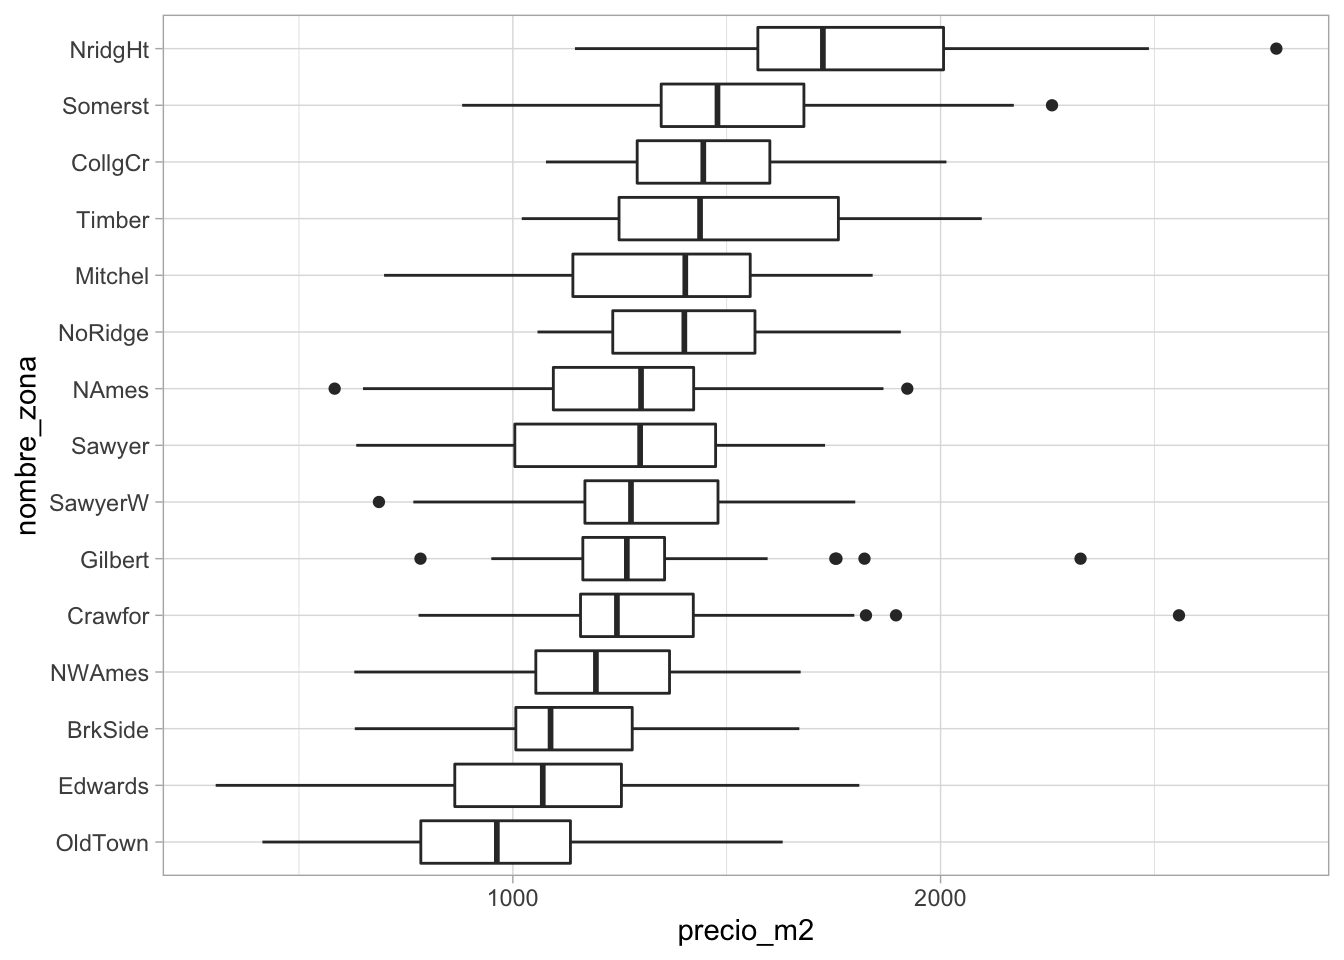 nombre_zona
NridgHt
Somerst
CollgCr
Timber
Mitchel
NoRidge
NAmes
Sawyer
SawyerW
Gilbert
Crawfor
NWAmes
BrkSide
Edwards
OldTown
1000 2000
precio_m2